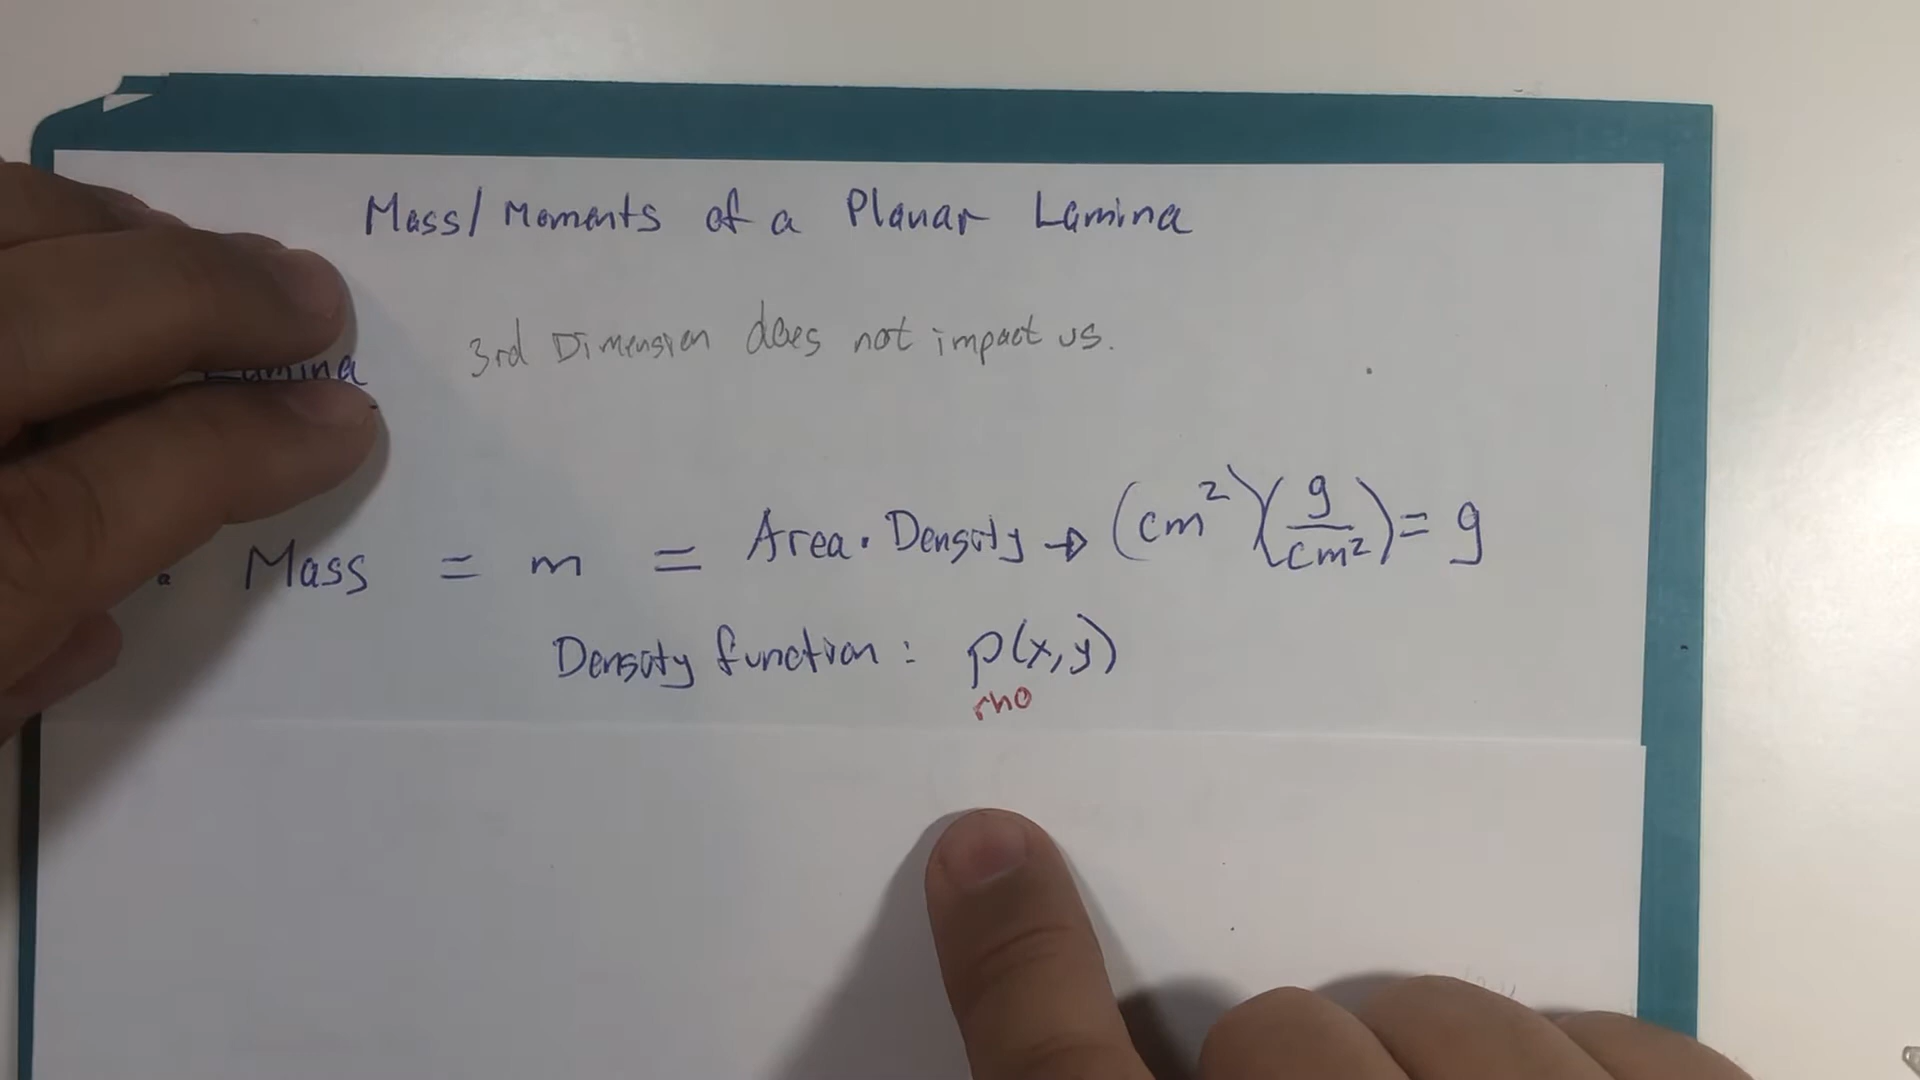 Mass/Moments of a Planar Lamina
Lamina 3rd Dimension does not impact us.
Mass = m = Area · Density → (cm²)(g/cm²) = g
Density function : ρ(x,y)
rho